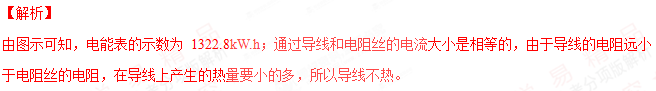 【解析】
由图示可知，电能表的示数为 1322.8kW.h；通过导线和电阻丝的电流大小是相等的，由于导线的电阻远小
于电阻丝的电阻，在导线上产生的热量要小的多，所以导线不热。